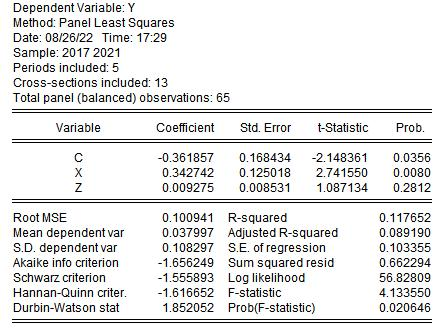 Dependent Variable: Y
Method: Panel Least Squares
Date: 08/26/22 Time: 17:29
Sample: 2017 2021
Periods included: 5
Cross-sections included: 13
Total panel (balanced) observations: 65
Variable Coefficient Std. Error t-Statistic Prob.
C -0.361857 0.168434 -2.148361 0.0356
X 0.342742 0.125018 2.741550 0.0080
Z 0.009275 0.008531 1.087134 0.2812
Root MSE 0.100941 R-squared 0.117652
Mean dependent var 0.037997 Adjusted R-squared 0.089190
S.D. dependent var 0.108297 S.E. of regression 0.103355
Akaike info criterion -1.656249 Sum squared resid 0.662294
Schwarz criterion -1.555893 Log likelihood 56.82809
Hannan-Quinn criter. -1.616652 F-statistic 4.133550
Durbin-Watson stat 1.852052 Prob(F-statistic) 0.020646